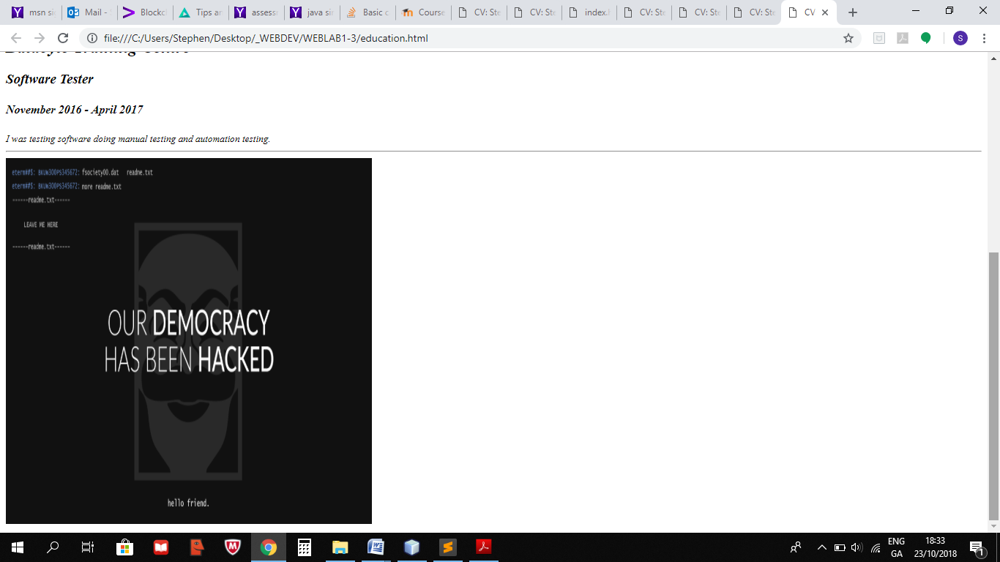 msn si
Mail -
Blockc
Tips ar
assess
java si
Basic c
Course
CV: Ste
CV: Ste
index.h
CV: Ste
CV: Ste
CV: Ste
CV
file:///C:/Users/Stephen/Desktop/_WEBDEV/WEBLAB1-3/education.html
S
Software Tester
November 2016 - April 2017
I was testing software doing manual testing and automation testing.
eterm##$: BKUW300PS345672: fsociety00.dat readme.txt
eterm##$: BKUW300PS345672: more readme.txt
------readme.txt------
LEAVE ME HERE
------readme.txt------
OUR DEMOCRACY
HAS BEEN HACKED
hello friend.
ENG
GA
18:33
23/10/2018
1